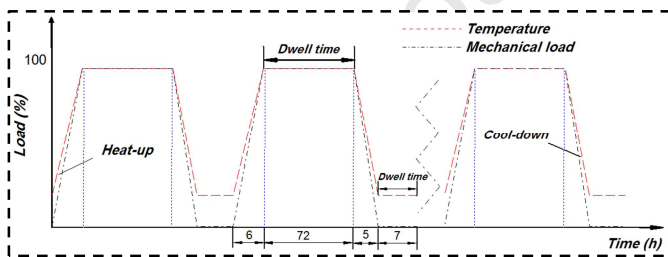 Temperature
Mechanical load
Dwell time
100
Load (%)
Heat-up
Cool-down
Dwell time
6
72
5
7
Time (h)